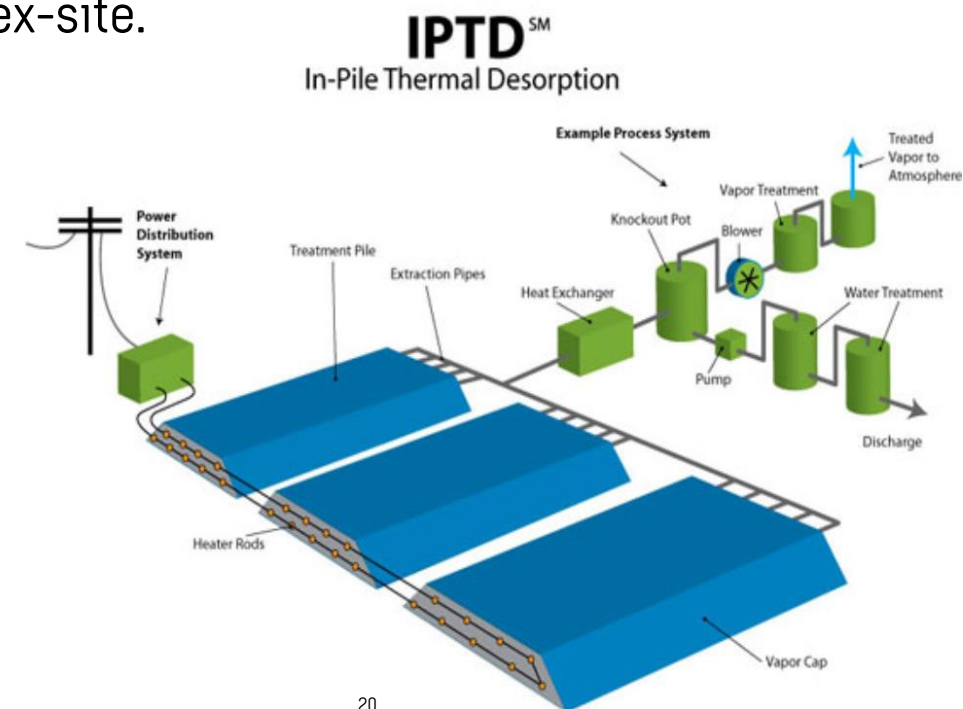 ex-site.
IPTD℠
In-Pile Thermal Desorption
Example Process System
Treated
Vapor to
Atmosphere
Vapor Treatment
Knockout Pot
Blower
Power
Distribution
System
Treatment Pile
Extraction Pipes
Heat Exchanger
Water Treatment
Pump
Discharge
Heater Rods
Vapor Cap
20